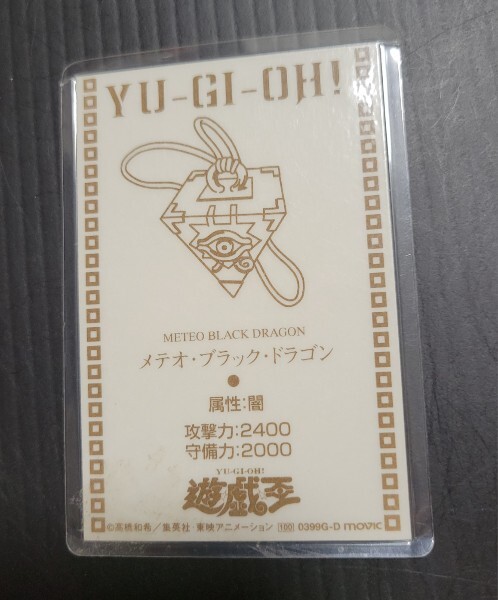 YU-GI-OH!
METEO BLACK DRAGON
メテオ・ブラック・ドラゴン
●
属性:闇
攻撃力:2400
守備力:2000
YU-GI-OH!
遊戯王
©高橋和希/集英社・東映アニメーション 100 0399G-D movic